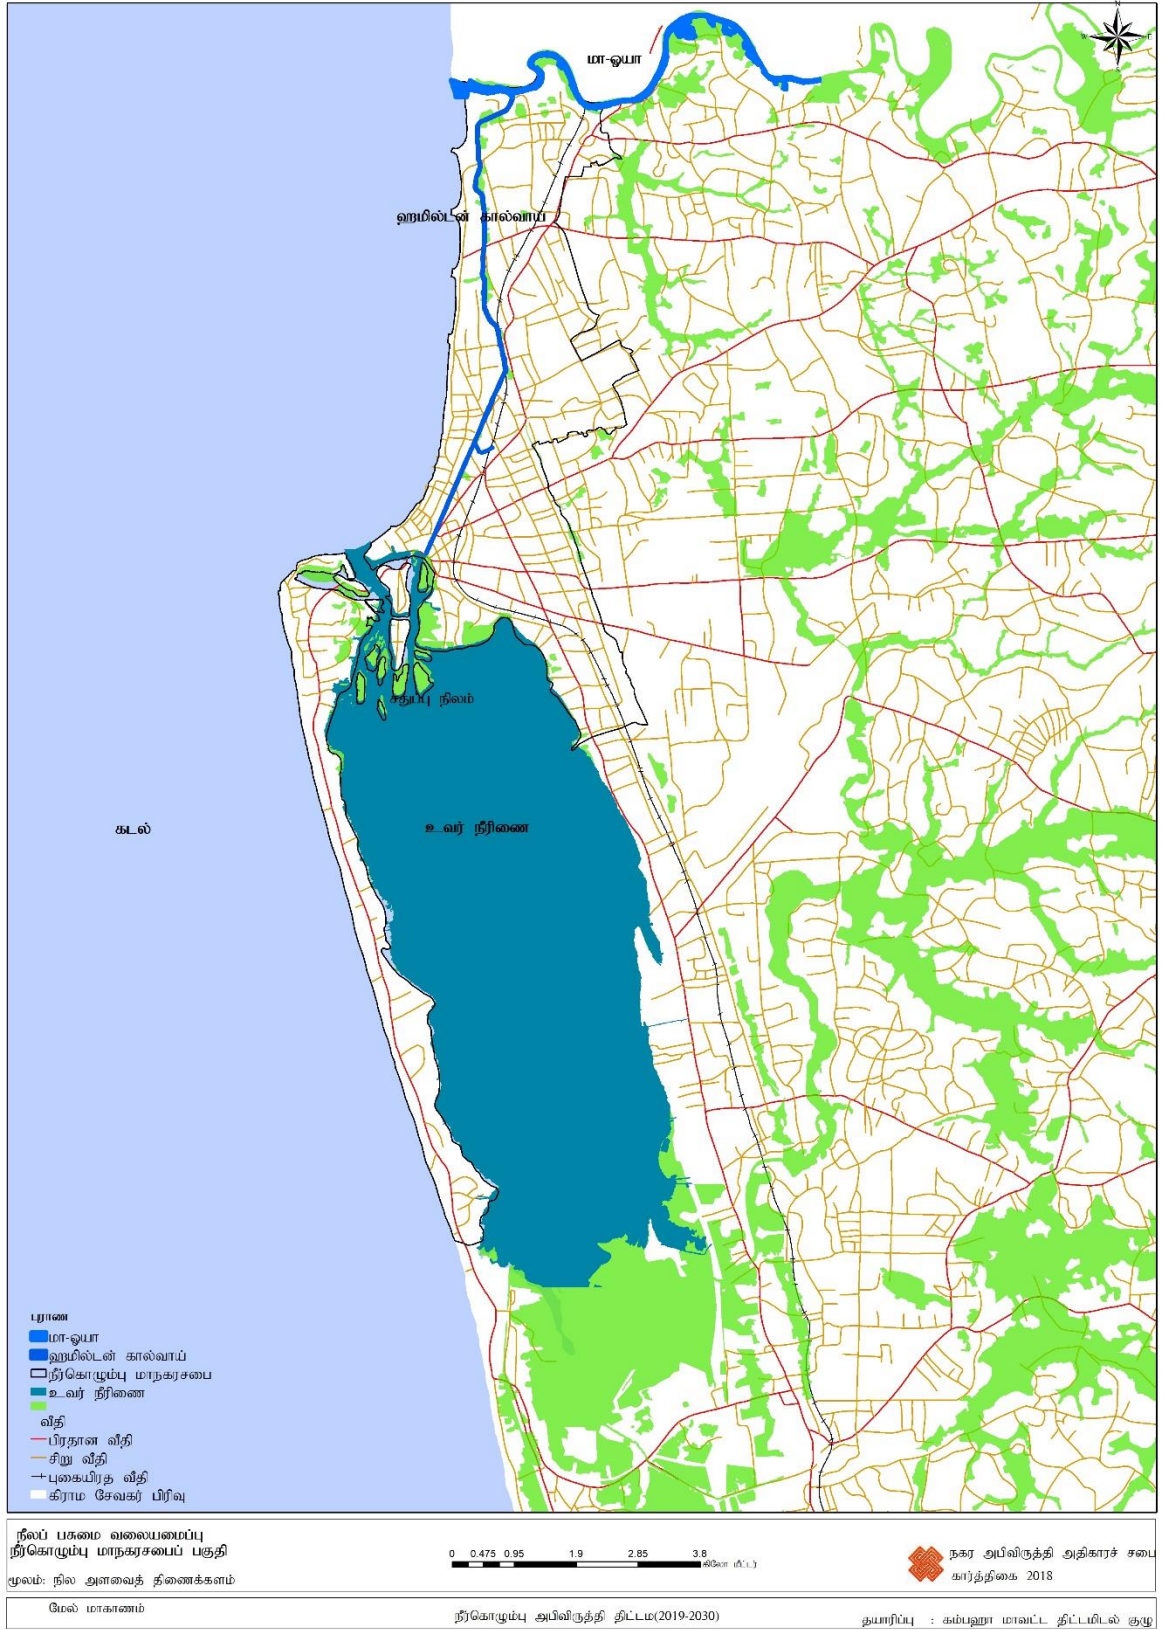 N
W
E
S
மா-ஓயா
ஹமில்டன் கால்வாய்
சதுப்பு நிலம்
கடல்
உவர் நீரிணை
புராண
மா-ஓயா
ஹமில்டன் கால்வாய்
நீர்கொழும்பு மாநகரசபை
உவர் நீரிணை
வீதி
பிரதான வீதி
சிறு வீதி
புகையிரத வீதி
கிராம சேவகர் பிரிவு
நீலப் பசுமை வலையமைப்பு
நீர்கொழும்பு மாநகரசபைப் பகுதி
மூலம்: நில அளவைத் திணைக்களம்
0 0.475 0.95 1.9 2.85 3.8
கிலோ மீட்டர்
நகர அபிவிருத்தி அதிகாரச் சபை
கார்த்திகை 2018
மேல் மாகாணம்
நீர்கொழும்பு அபிவிருத்தி திட்டம(2019-2030)
தயாரிப்பு : கம்பஹா மாவட்ட திட்டமிடல் குழு